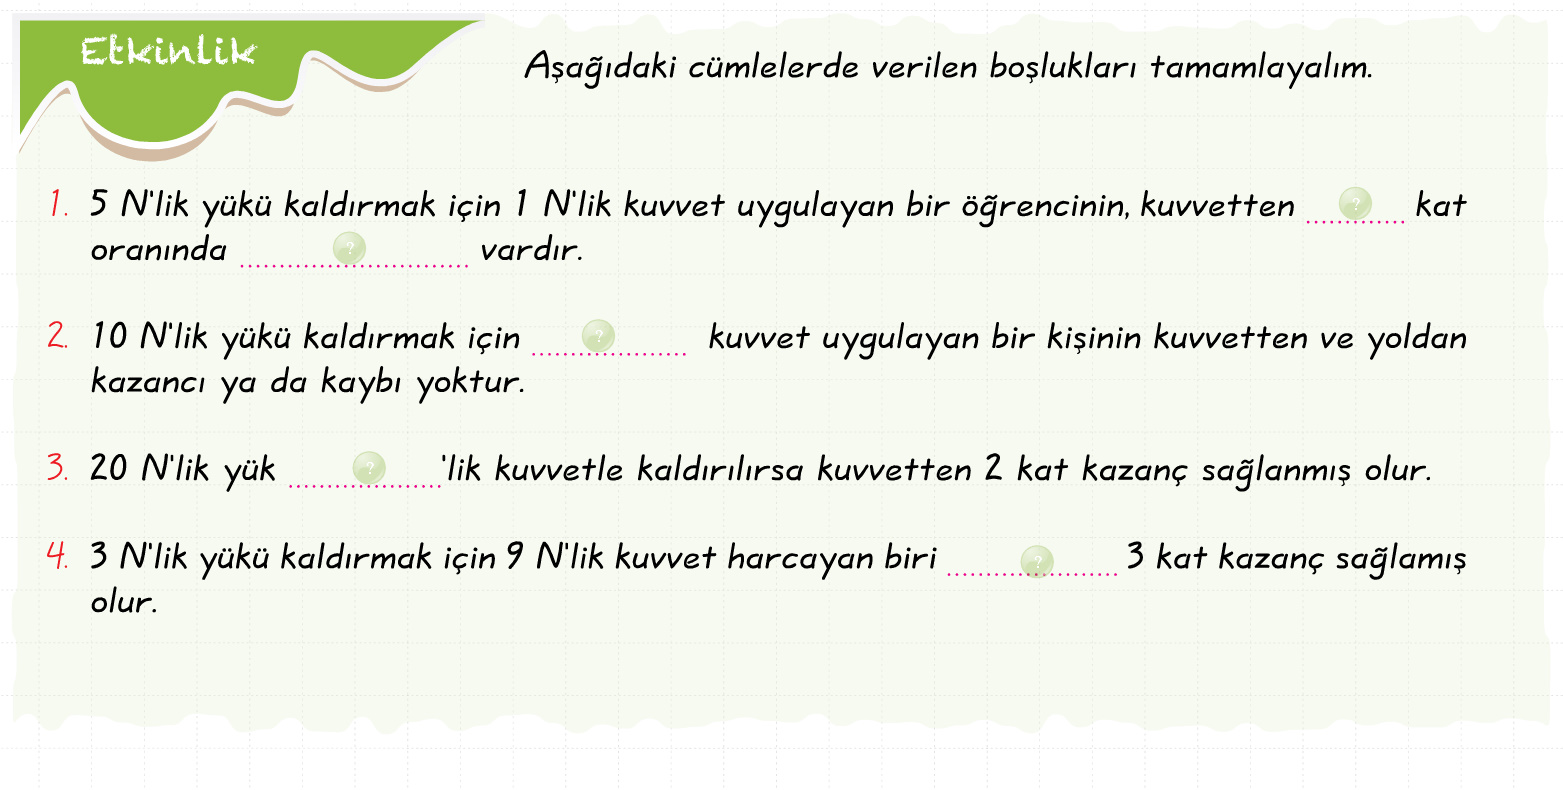 Etkinlik
Aşağıdaki cümlelerde verilen boşlukları tamamlayalım.
1. 5 N'lik yükü kaldırmak için 1 N'lik kuvvet uygulayan bir öğrencinin, kuvvetten ........ ? ........ kat
oranında ........ ? ........ vardır.
2. 10 N'lik yükü kaldırmak için ........ ? ........ kuvvet uygulayan bir kişinin kuvvetten ve yoldan
kazancı ya da kaybı yoktur.
3. 20 N'lik yük ........ ? ........'lik kuvvetle kaldırılırsa kuvvetten 2 kat kazanç sağlanmış olur.
4. 3 N'lik yükü kaldırmak için 9 N'lik kuvvet harcayan biri ........ ? ........ 3 kat kazanç sağlamış
olur.